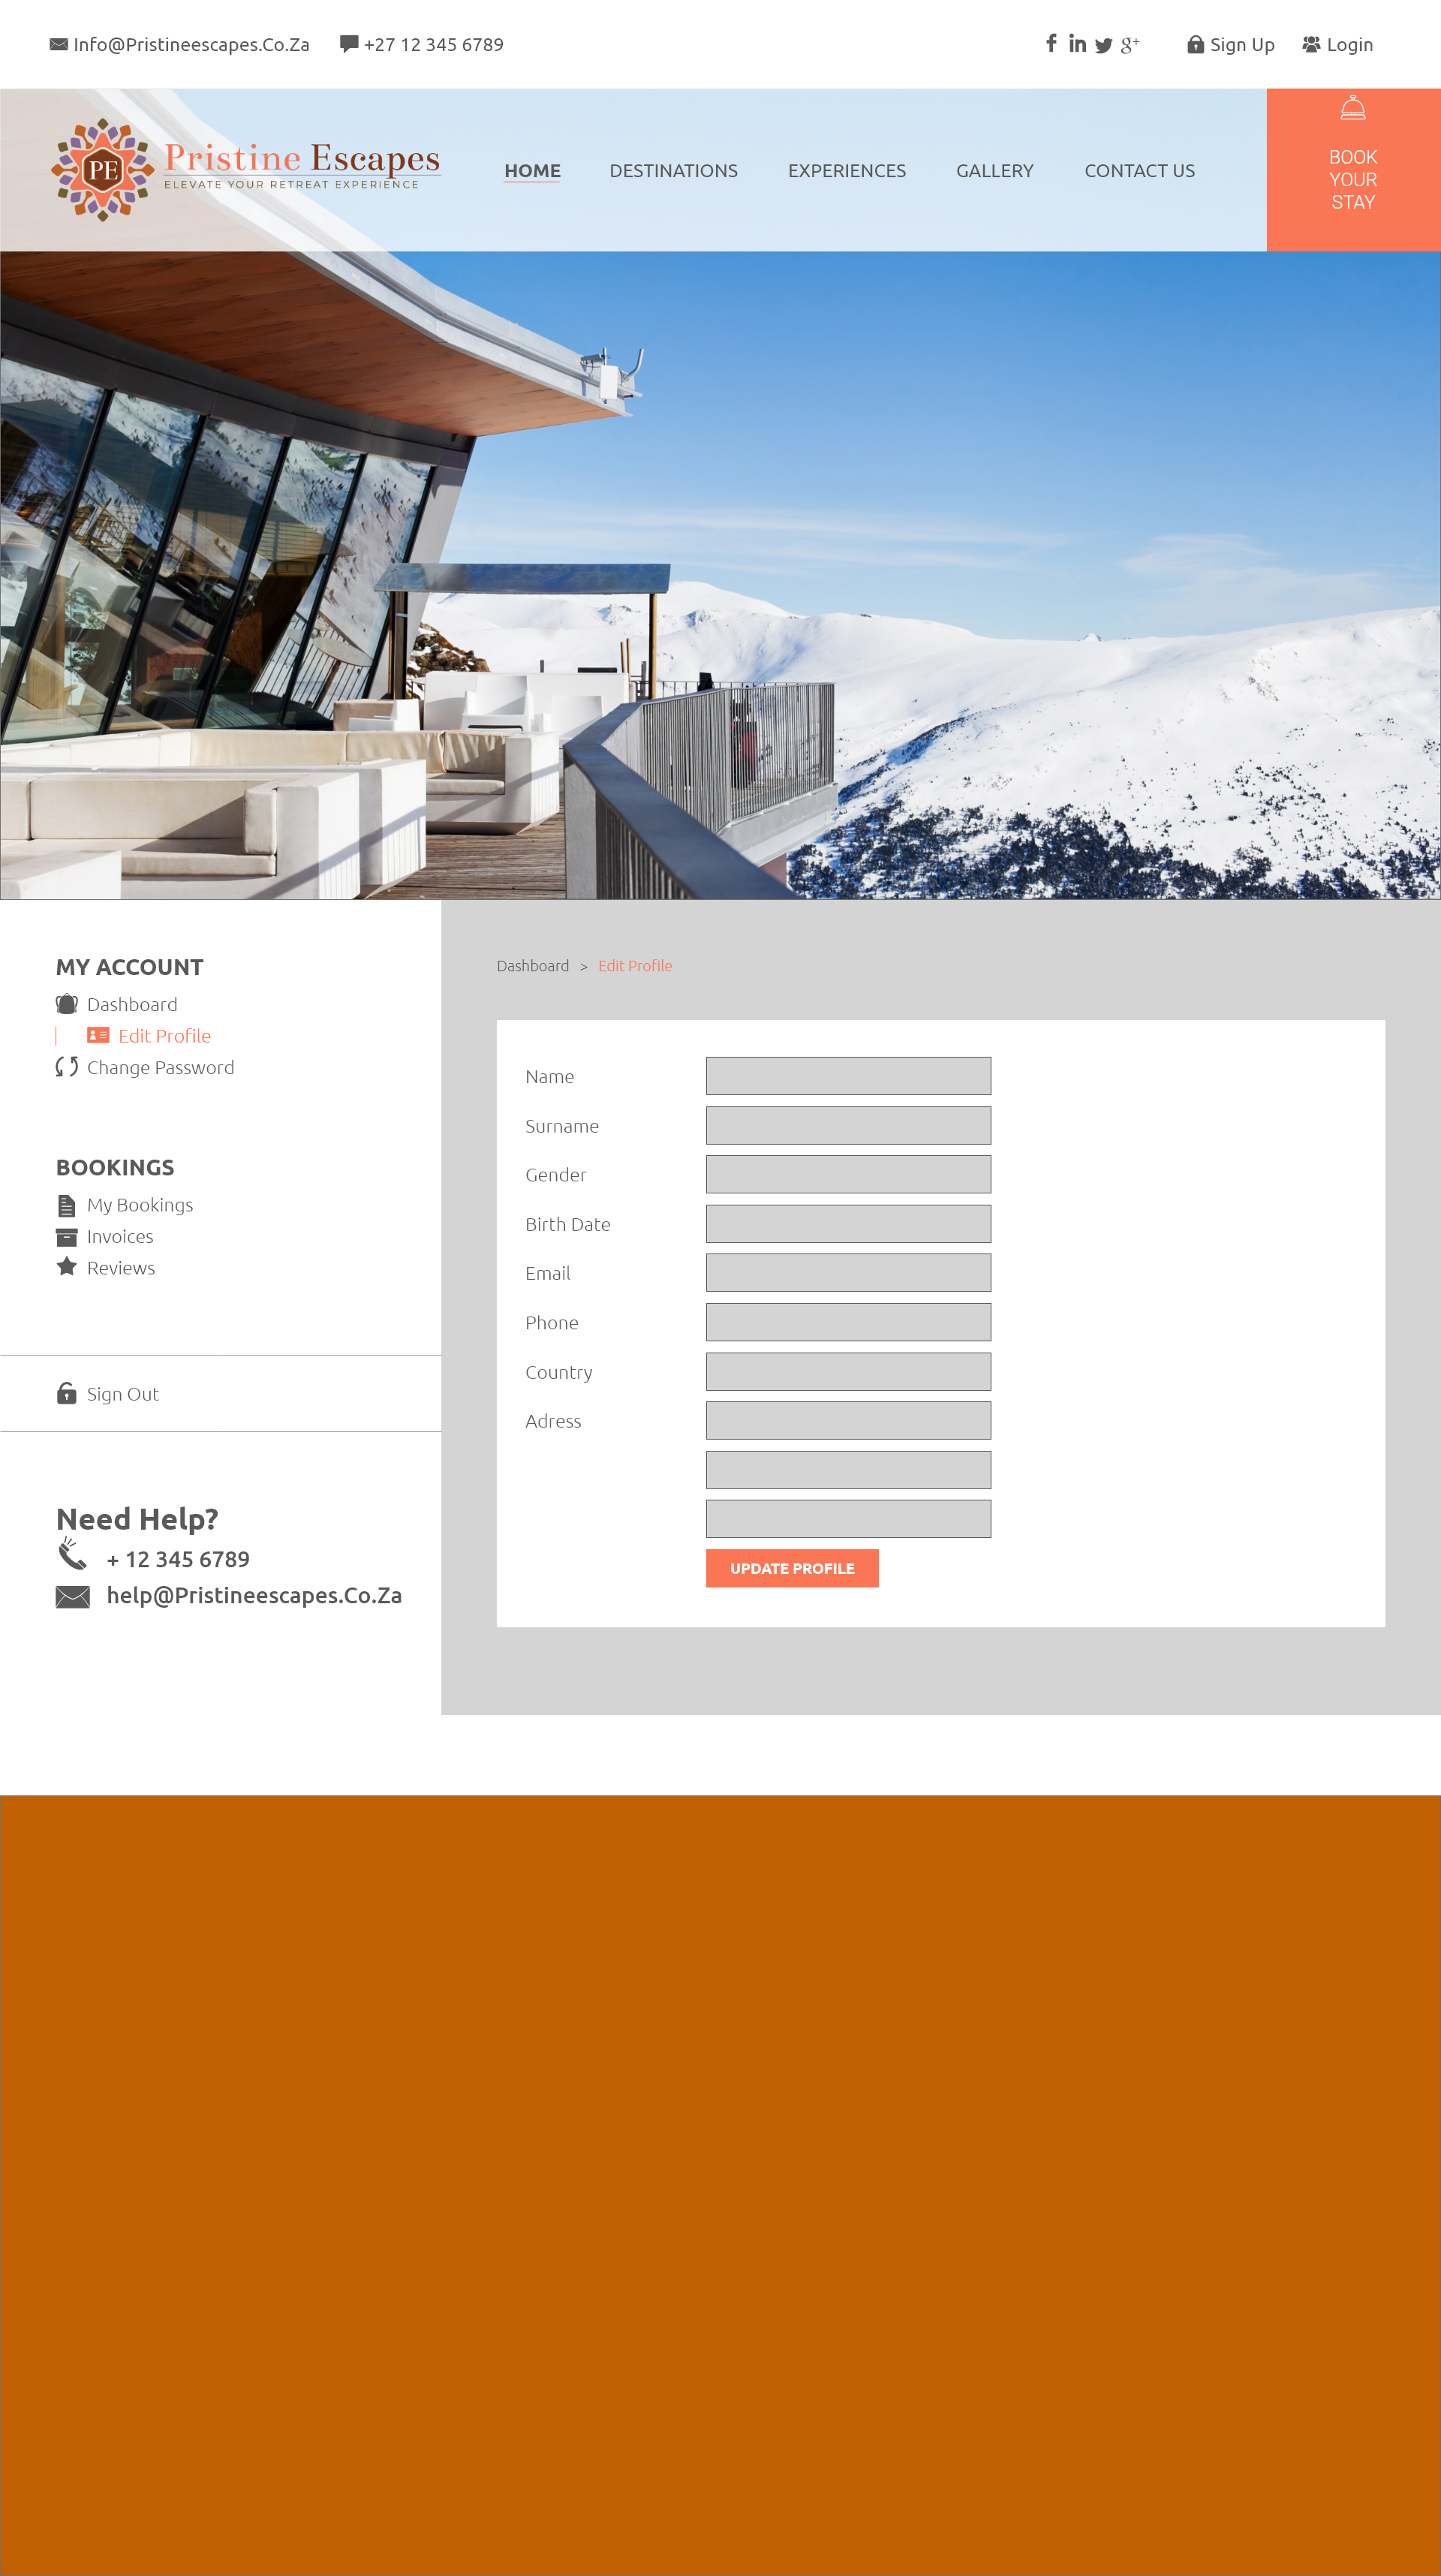 Info@Pristineescapes.Co.Za +27 12 345 6789 Sign Up Login
PE
Pristine Escapes
ELEVATE YOUR RETREAT EXPERIENCE
HOME DESTINATIONS EXPERIENCES GALLERY CONTACT US
BOOK
YOUR
STAY
MY ACCOUNT
Dashboard
Edit Profile
Change Password
BOOKINGS
My Bookings
Invoices
Reviews
Sign Out
Need Help?
+ 12 345 6789
help@Pristineescapes.Co.Za
Dashboard > Edit Profile
Name
Surname
Gender
Birth Date
Email
Phone
Country
Adress
UPDATE PROFILE